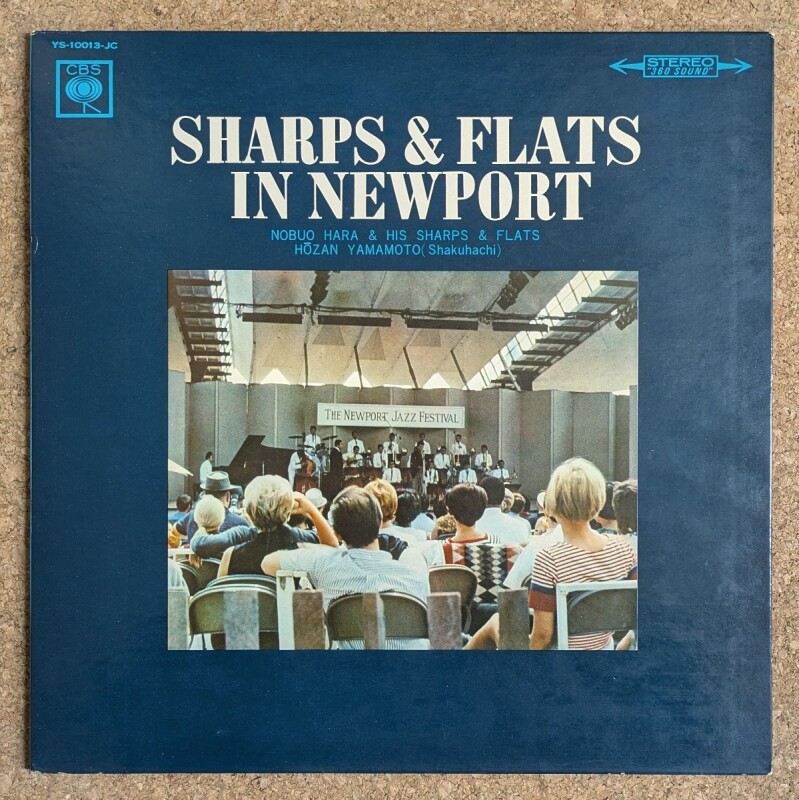 YS-10013-JC
CBS
STEREO
"360 SOUND"
SHARPS & FLATS
IN NEWPORT
NOBUO HARA & HIS SHARPS & FLATS
HŌZAN YAMAMOTO(Shakuhachi)
THE NEWPORT JAZZ FESTIVAL